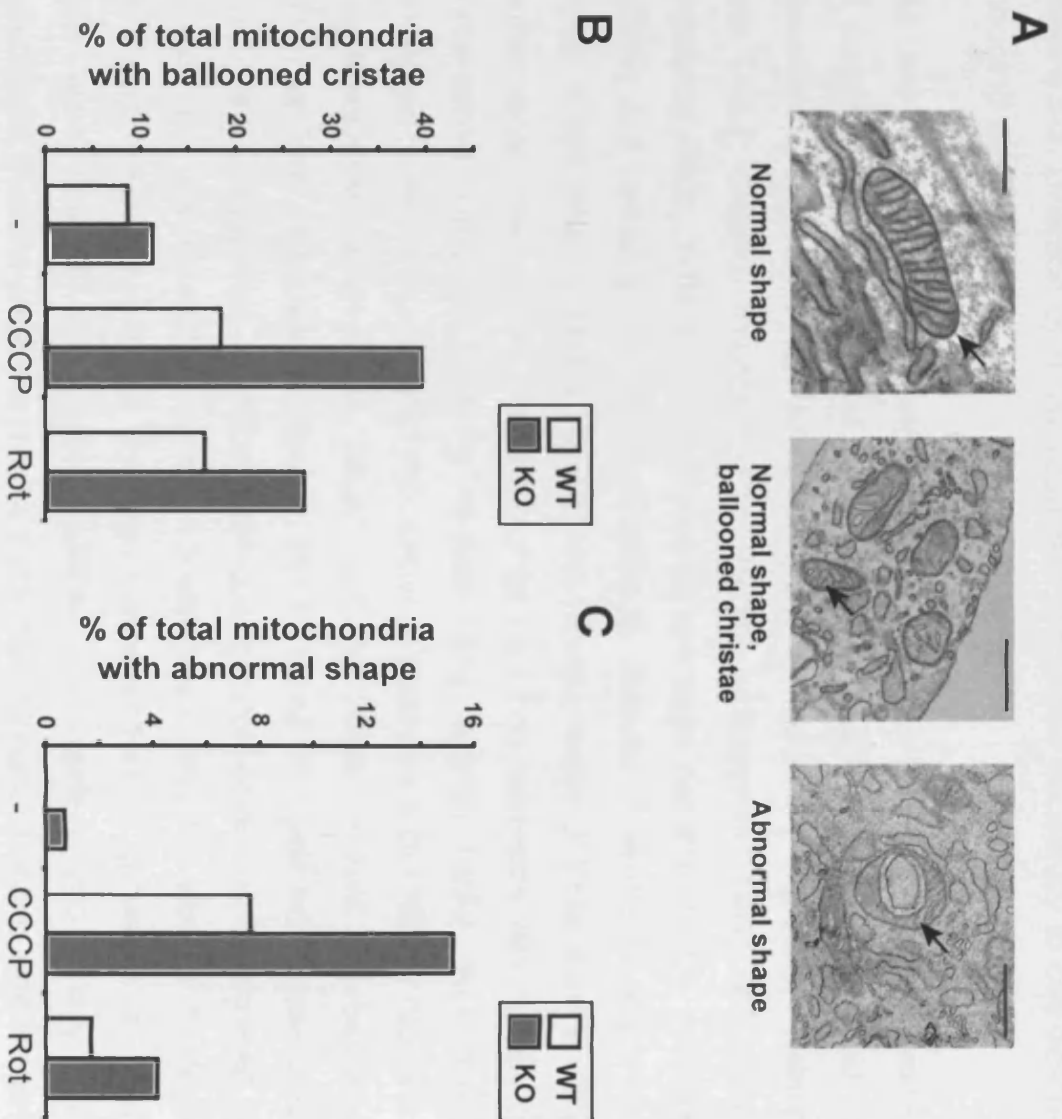 A
Normal shape
Normal shape,
ballooned christae
Abnormal shape
B
% of total mitochondria
with ballooned cristae
40
30
20
10
0
- CCCP Rot
WT
KO
C
% of total mitochondria
with abnormal shape
16
12
8
4
0
- CCCP Rot
WT
KO